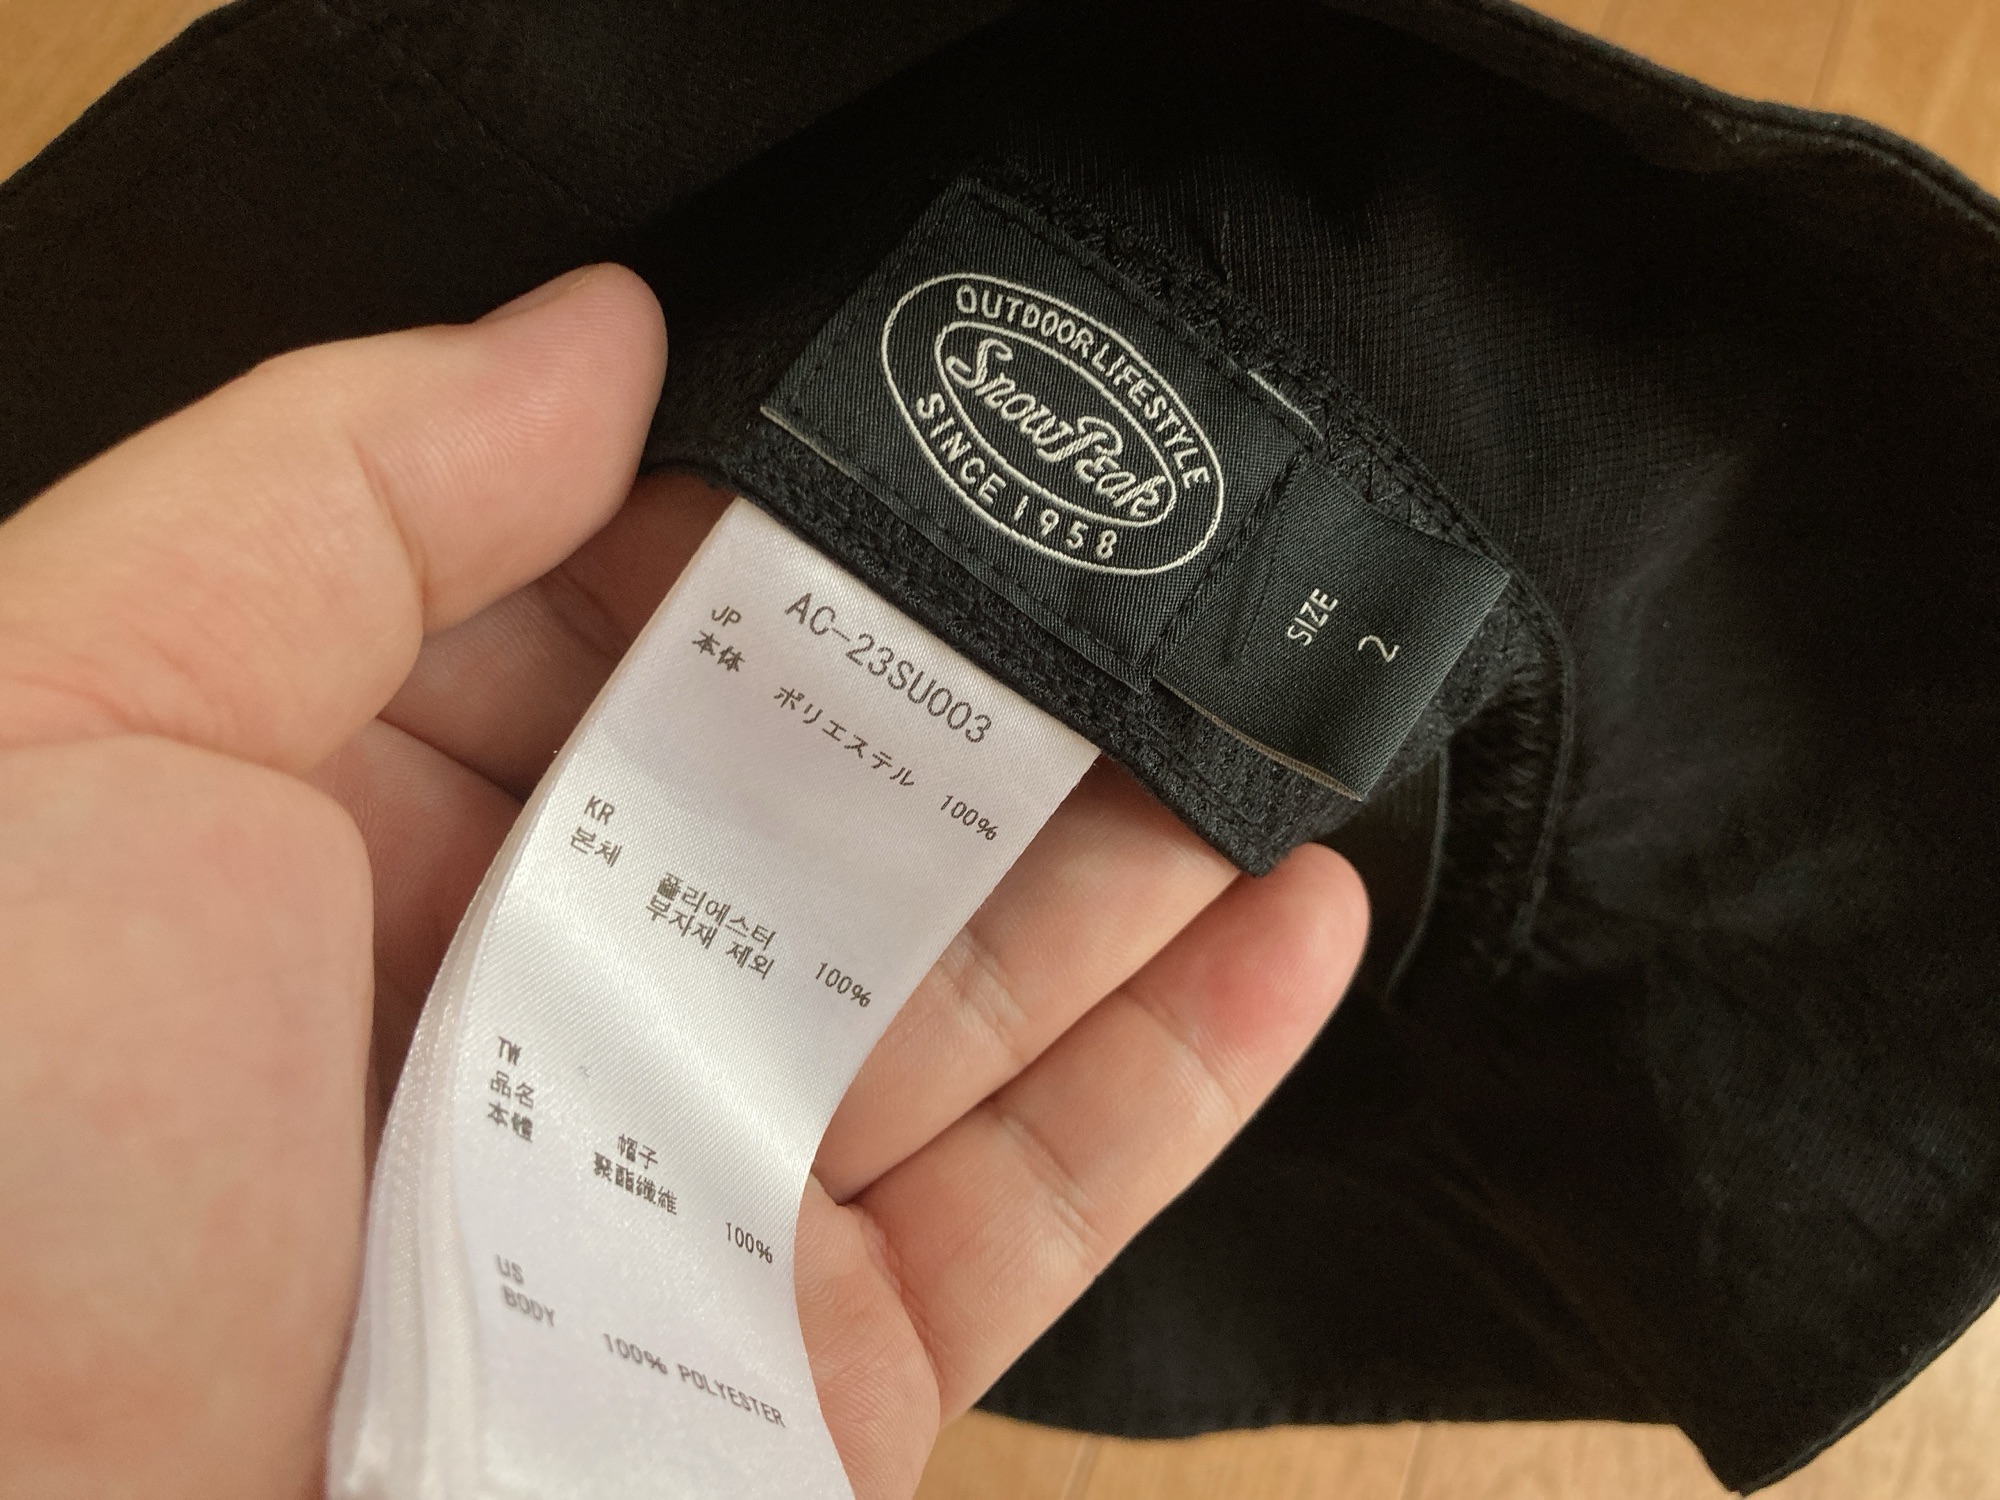 OUTDOOR LIFESTYLE
Snow Peak
SINCE 1958
SIZE
2
AC-23SU003
JP
本体 ポリエステル 100%
KR
본체 폴리에스터 100%
부자재 제외
TW
品名 帽子
本體 聚酯纖維 100%
US
BODY 100% POLYESTER